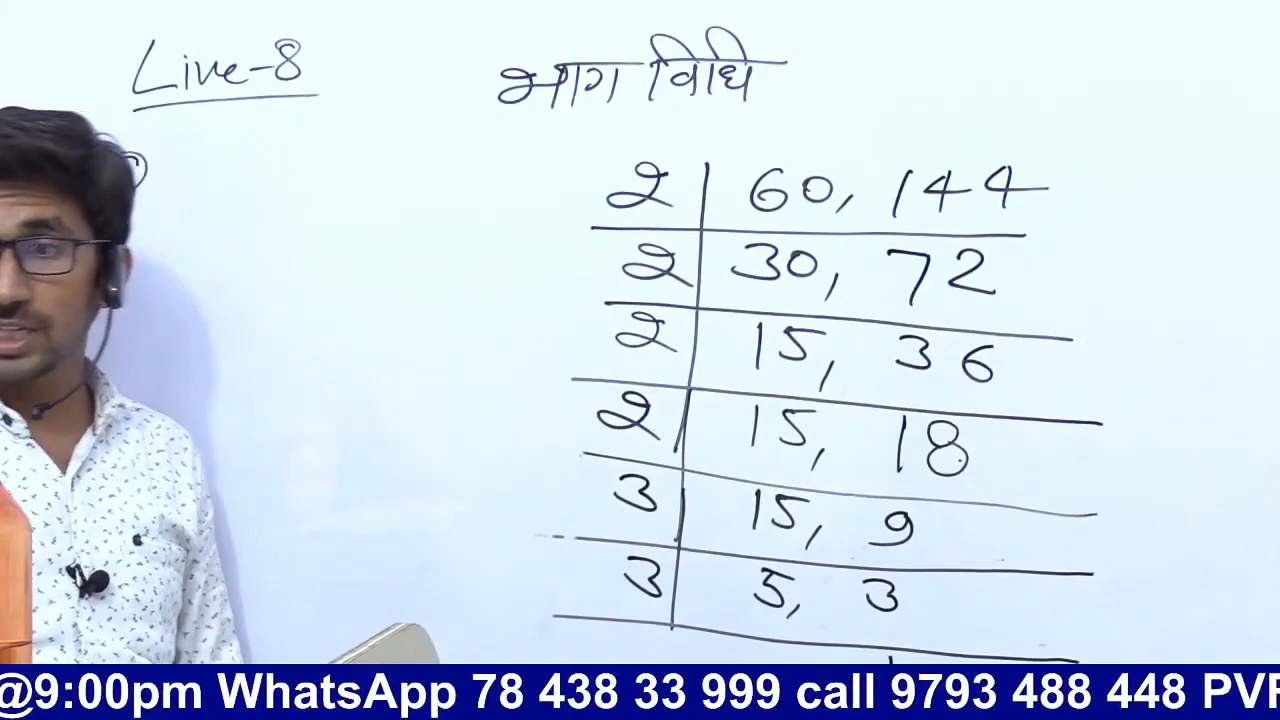 Live-8
भाग विधि
2 | 60, 144
2 | 30, 72
2 | 15, 36
2 | 15, 18
3 | 15, 9
3 | 5, 3
@9:00pm WhatsApp 78 438 33 999 call 9793 488 448